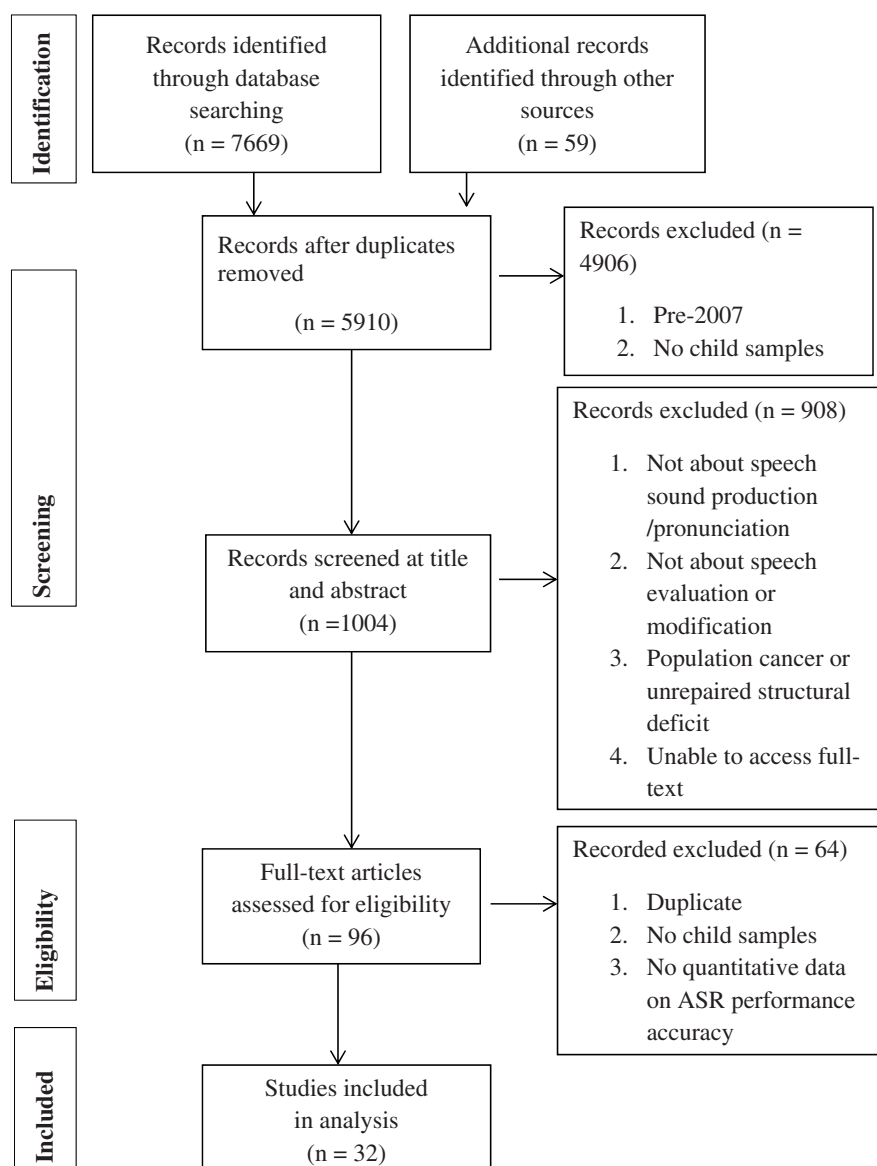 Identification
Records identified
through database
searching
(n = 7669)
Additional records
identified through other
sources
(n = 59)
Records after duplicates
removed
(n = 5910)
Records excluded (n =
4906)
1. Pre-2007
2. No child samples
Screening
Records screened at title
and abstract
(n =1004)
Records excluded (n = 908)
1. Not about speech
sound production
/pronunciation
2. Not about speech
evaluation or
modification
3. Population cancer or
unrepaired structural
deficit
4. Unable to access full-
text
Eligibility
Full-text articles
assessed for eligibility
(n = 96)
Recorded excluded (n = 64)
1. Duplicate
2. No child samples
3. No quantitative data
on ASR performance
accuracy
Included
Studies included
in analysis
(n = 32)